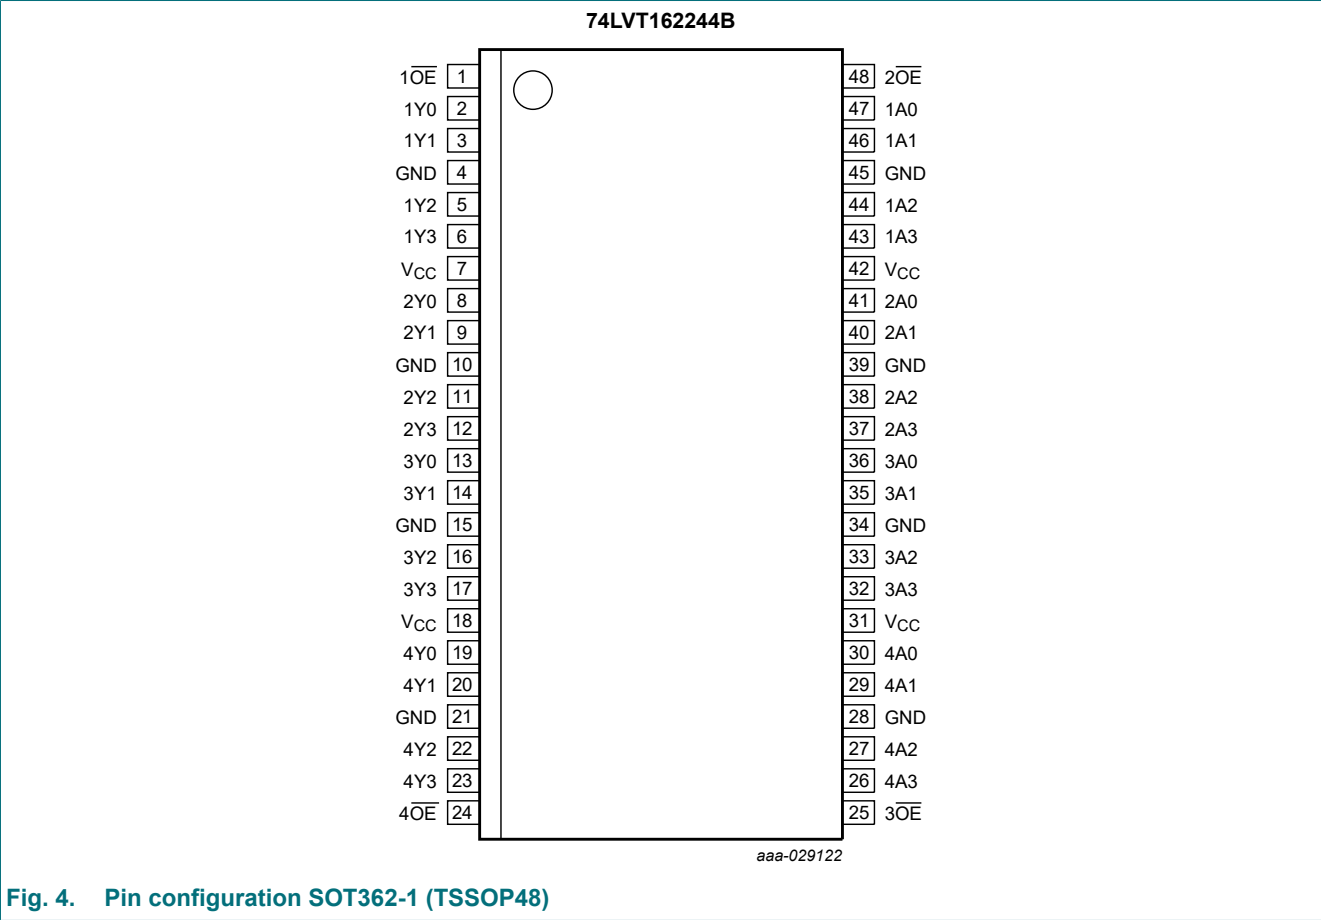 74LVT162244B
1O̅E̅ 1 48 2O̅E̅
1Y0 2 47 1A0
1Y1 3 46 1A1
GND 4 45 GND
1Y2 5 44 1A2
1Y3 6 43 1A3
VCC 7 42 VCC
2Y0 8 41 2A0
2Y1 9 40 2A1
GND 10 39 GND
2Y2 11 38 2A2
2Y3 12 37 2A3
3Y0 13 36 3A0
3Y1 14 35 3A1
GND 15 34 GND
3Y2 16 33 3A2
3Y3 17 32 3A3
VCC 18 31 VCC
4Y0 19 30 4A0
4Y1 20 29 4A1
GND 21 28 GND
4Y2 22 27 4A2
4Y3 23 26 4A3
4O̅E̅ 24 25 3O̅E̅
aaa-029122
Fig. 4. Pin configuration SOT362-1 (TSSOP48)